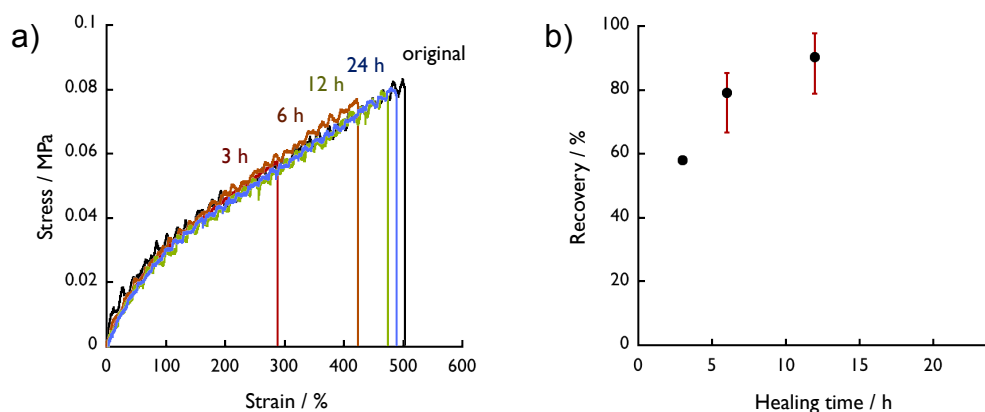 a)
0.1
0.08
0.06
0.04
0.02
0
Stress / MPa
original
24 h
12 h
6 h
3 h
0 100 200 300 400 500 600
Strain / %
b)
100
80
60
40
20
0
Recovery / %
0 5 10 15 20
Healing time / h